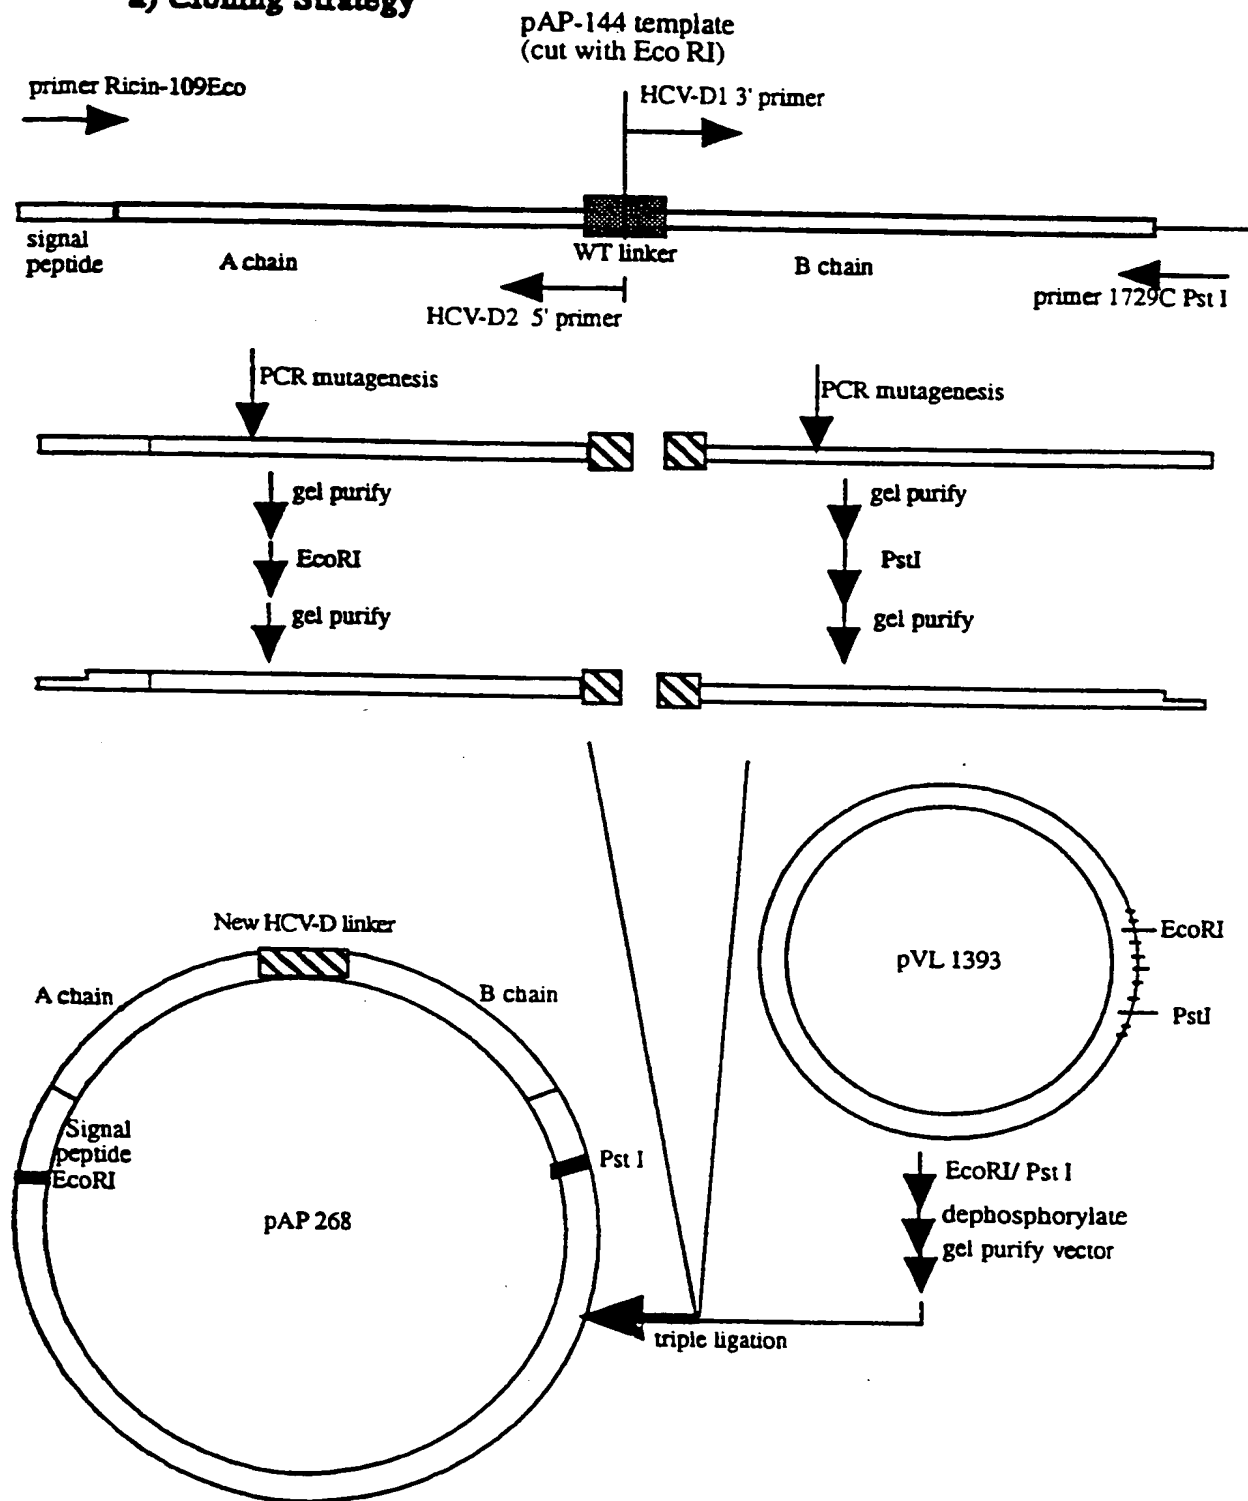 a) Cloning Strategy
pAP-144 template
(cut with Eco RI)
primer Ricin-109Eco
HCV-D1 3' primer
signal
peptide
A chain
WT linker
B chain
HCV-D2 5' primer
primer 1729C Pst I
PCR mutagenesis
PCR mutagenesis
gel purify
gel purify
EcoRI
PstI
gel purify
gel purify
New HCV-D linker
A chain
B chain
pVL 1393
EcoRI
PstI
Signal
peptide
EcoRI
Pst I
pAP 268
EcoRI/ Pst I
dephosphorylate
gel purify vector
triple ligation